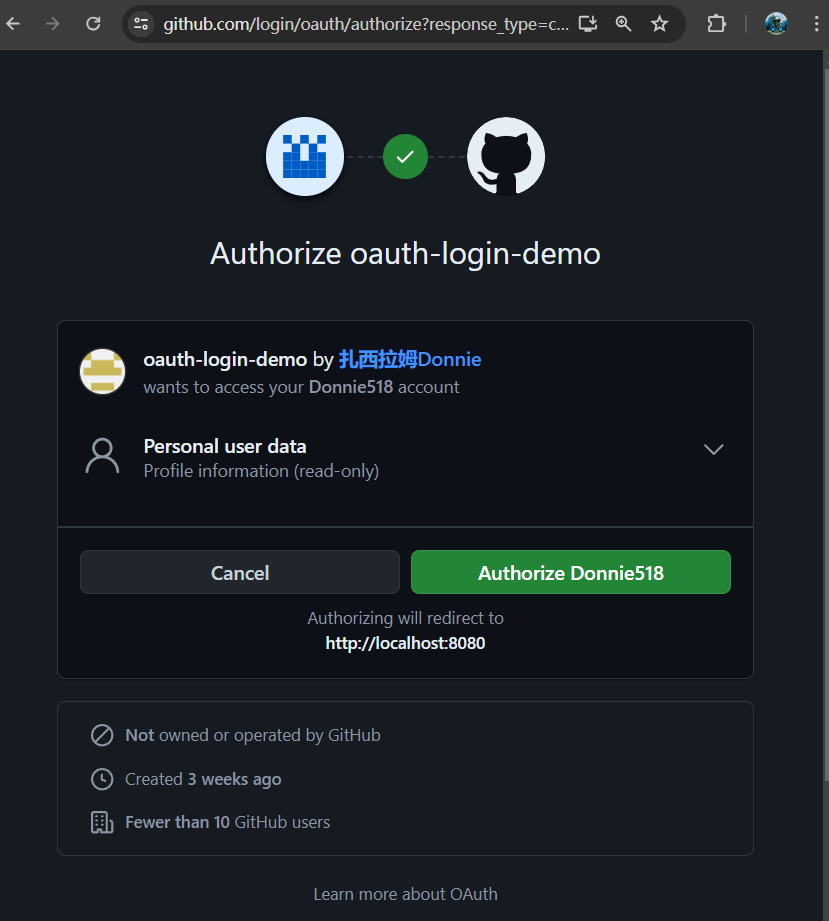 github.com/login/oauth/authorize?response_type=c...
Authorize oauth-login-demo
oauth-login-demo by 扎西拉姆Donnie
wants to access your Donnie518 account
Personal user data
Profile information (read-only)
Cancel
Authorize Donnie518
Authorizing will redirect to
http://localhost:8080
Not owned or operated by GitHub
Created 3 weeks ago
Fewer than 10 GitHub users
Learn more about OAuth